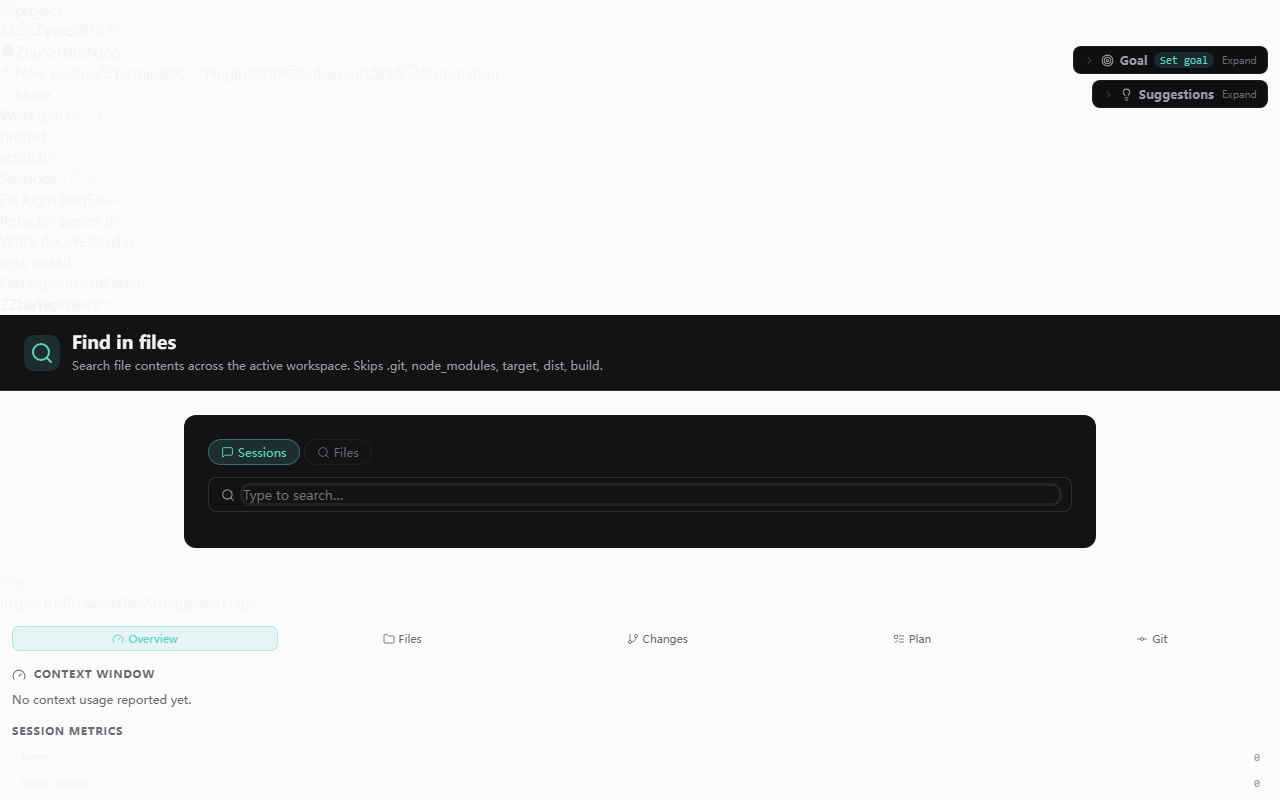 project
ZhuYeHARNESS
New session Terminal Plugins Subagents Automation
More
Workspaces
project
scratch
Sessions
Fix login bug5m
Refactor parser3h
Write docsYesterday
sess-del4d
Old experimentOlder
ZZhuYeproject
Goal Set goal Expand
Suggestions Expand
Find in files
Search file contents across the active workspace. Skips .git, node_modules, target, dist, build.
Sessions Files
Type to search...
InspectorBrowserFilesSubagentsUsage
Overview Files Changes Plan Git
CONTEXT WINDOW
No context usage reported yet.
SESSION METRICS
Turns 0
Total Tokens 0